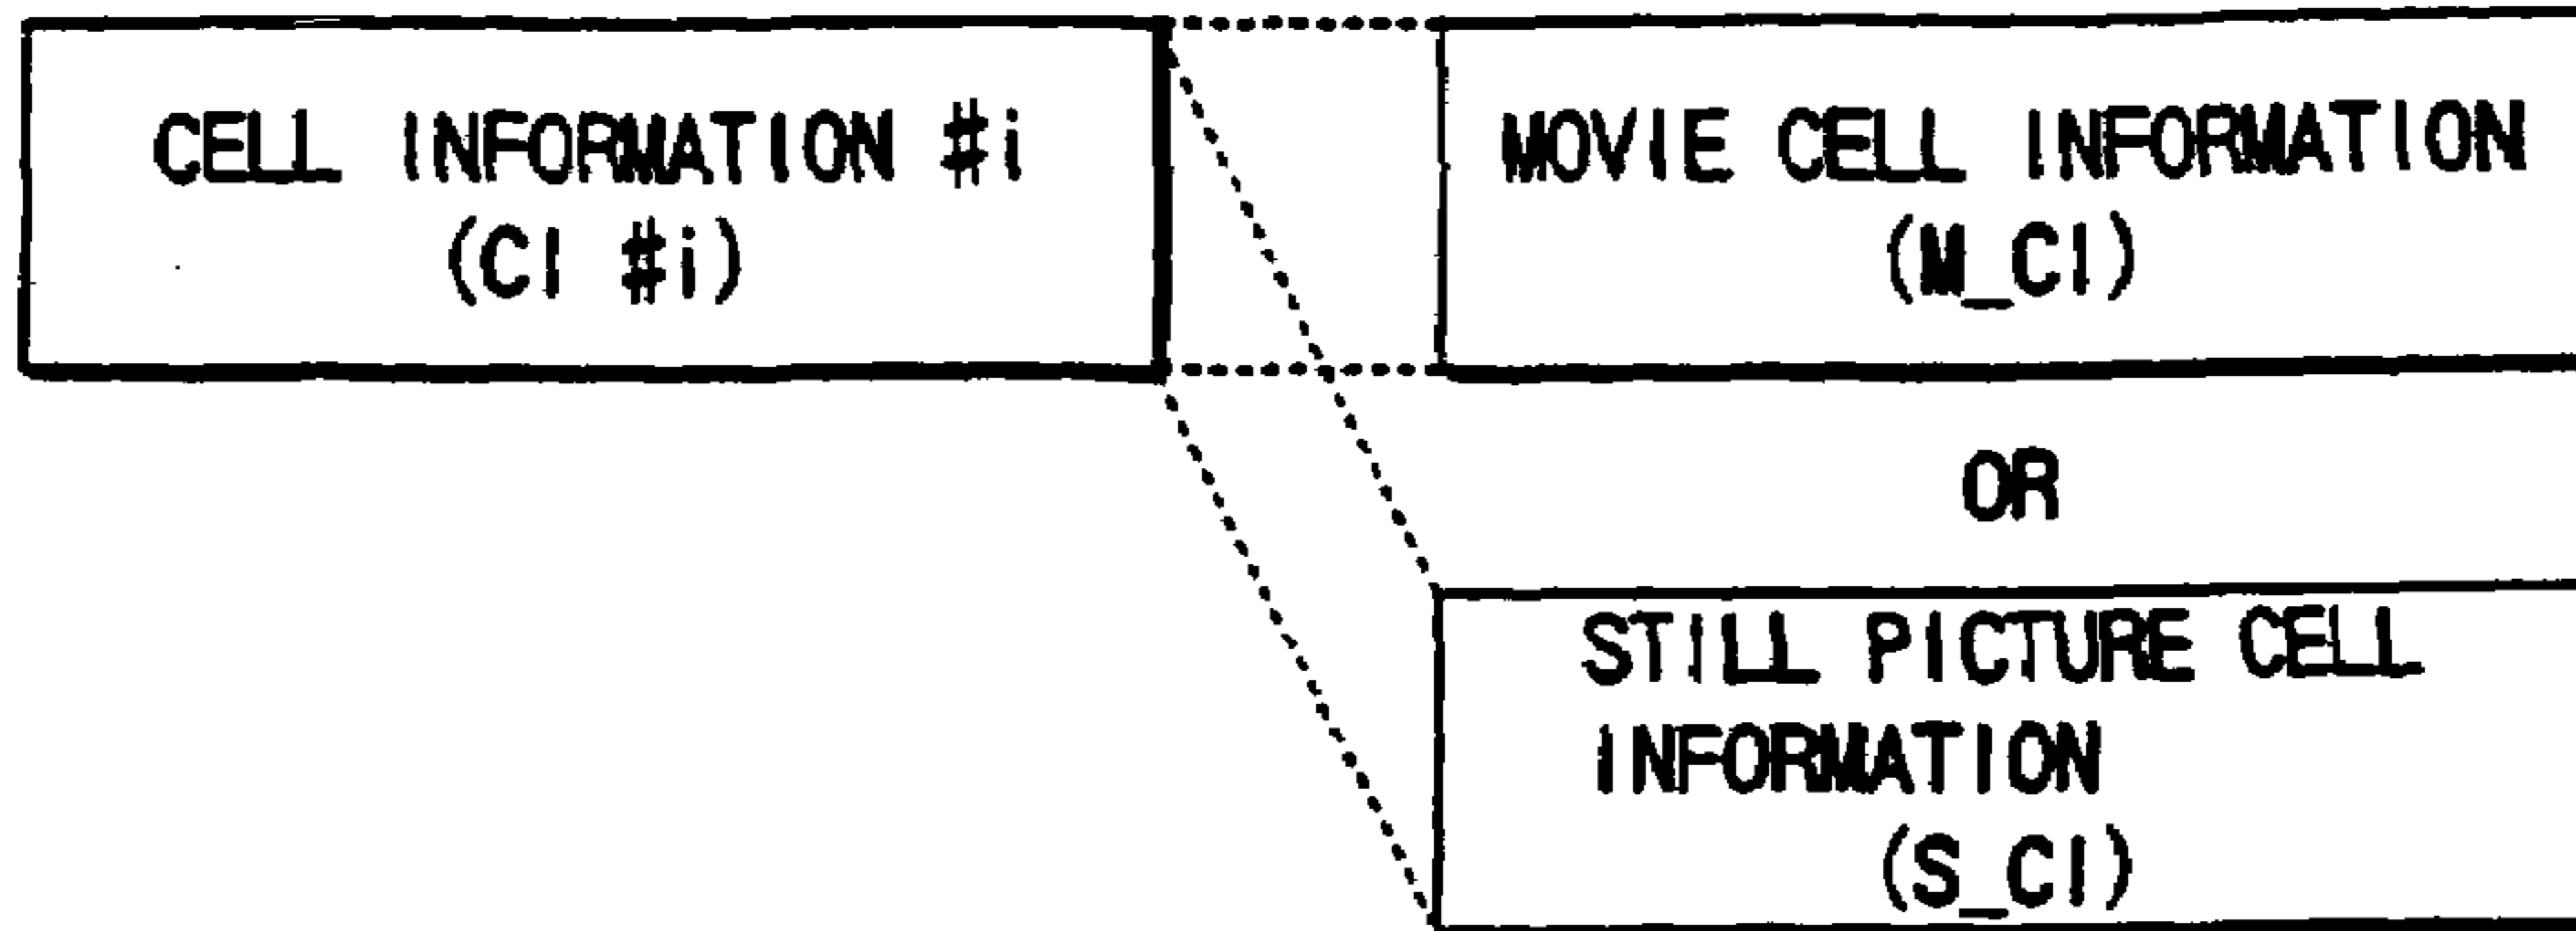 CELL INFORMATION #i
(CI #i)
MOVIE CELL INFORMATION
(M_CI)
OR
STILL PICTURE CELL
INFORMATION
(S_CI)